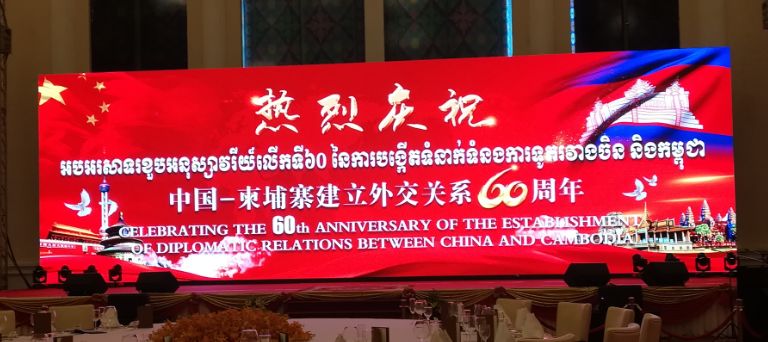 热烈庆祝
អបអរសាទរខួបអនុស្សាវរីយ៍លើកទី៦០ នៃការបង្កើតទំនាក់ទំនងការទូតរវាងចិន និងកម្ពុជា
中国-柬埔寨建立外交关系60周年
CELEBRATING THE 60th ANNIVERSARY OF THE ESTABLISHMENT
OF DIPLOMATIC RELATIONS BETWEEN CHINA AND CAMBODIA